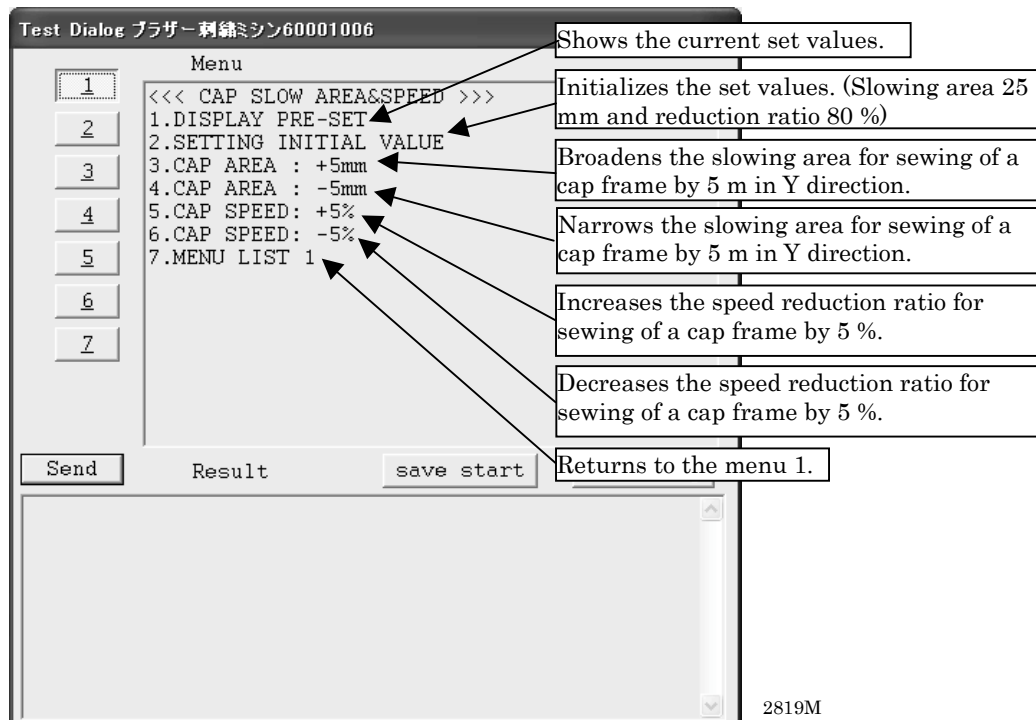 Test Dialog ブラザー刺繍ミシン60001006
Menu
1
2
3
4
5
6
7
<<< CAP SLOW AREA&SPEED >>>
1.DISPLAY PRE-SET
2.SETTING INITIAL VALUE
3.CAP AREA : +5mm
4.CAP AREA : -5mm
5.CAP SPEED: +5%
6.CAP SPEED: -5%
7.MENU LIST 1
Shows the current set values.
Initializes the set values. (Slowing area 25
mm and reduction ratio 80 %)
Broadens the slowing area for sewing of a
cap frame by 5 m in Y direction.
Narrows the slowing area for sewing of a
cap frame by 5 m in Y direction.
Increases the speed reduction ratio for
sewing of a cap frame by 5 %.
Decreases the speed reduction ratio for
sewing of a cap frame by 5 %.
Returns to the menu 1.
Send
Result
save start
2819M